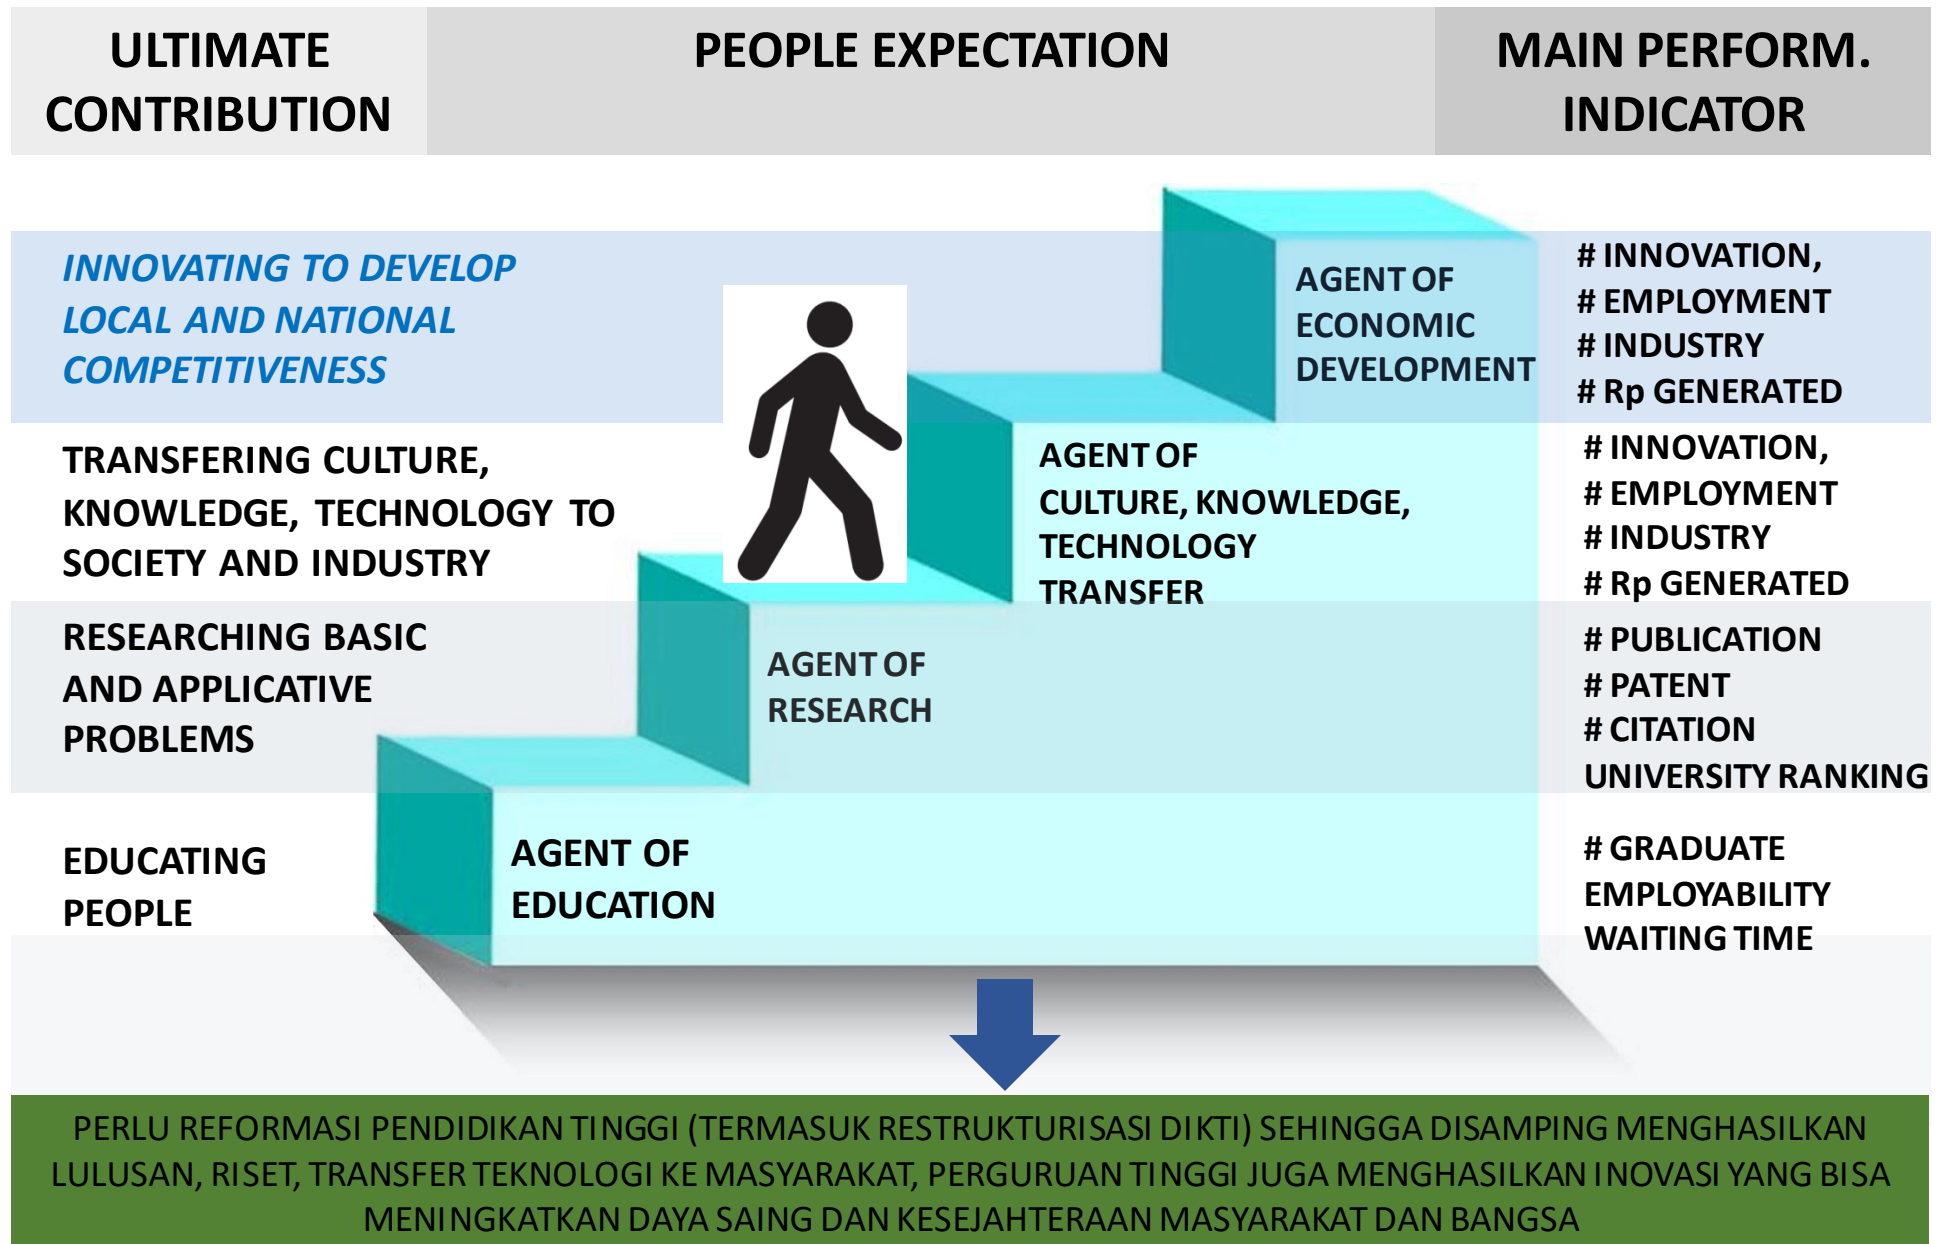 ULTIMATE
CONTRIBUTION
PEOPLE EXPECTATION
MAIN PERFORM.
INDICATOR
INNOVATING TO DEVELOP
LOCAL AND NATIONAL
COMPETITIVENESS
AGENT OF
ECONOMIC
DEVELOPMENT
# INNOVATION,
# EMPLOYMENT
# INDUSTRY
# Rp GENERATED
TRANSFERING CULTURE,
KNOWLEDGE, TECHNOLOGY TO
SOCIETY AND INDUSTRY
AGENT OF
CULTURE, KNOWLEDGE,
TECHNOLOGY
TRANSFER
# INNOVATION,
# EMPLOYMENT
# INDUSTRY
# Rp GENERATED
RESEARCHING BASIC
AND APPLICATIVE
PROBLEMS
AGENT OF
RESEARCH
# PUBLICATION
# PATENT
# CITATION
UNIVERSITY RANKING
EDUCATING
PEOPLE
AGENT OF
EDUCATION
# GRADUATE
EMPLOYABILITY
WAITING TIME
PERLU REFORMASI PENDIDIKAN TINGGI (TERMASUK RESTRUKTURISASI DIKTI) SEHINGGA DISAMPING MENGHASILKAN
LULUSAN, RISET, TRANSFER TEKNOLOGI KE MASYARAKAT, PERGURUAN TINGGI JUGA MENGHASILKAN INOVASI YANG BISA
MENINGKATKAN DAYA SAING DAN KESEJAHTERAAN MASYARAKAT DAN BANGSA